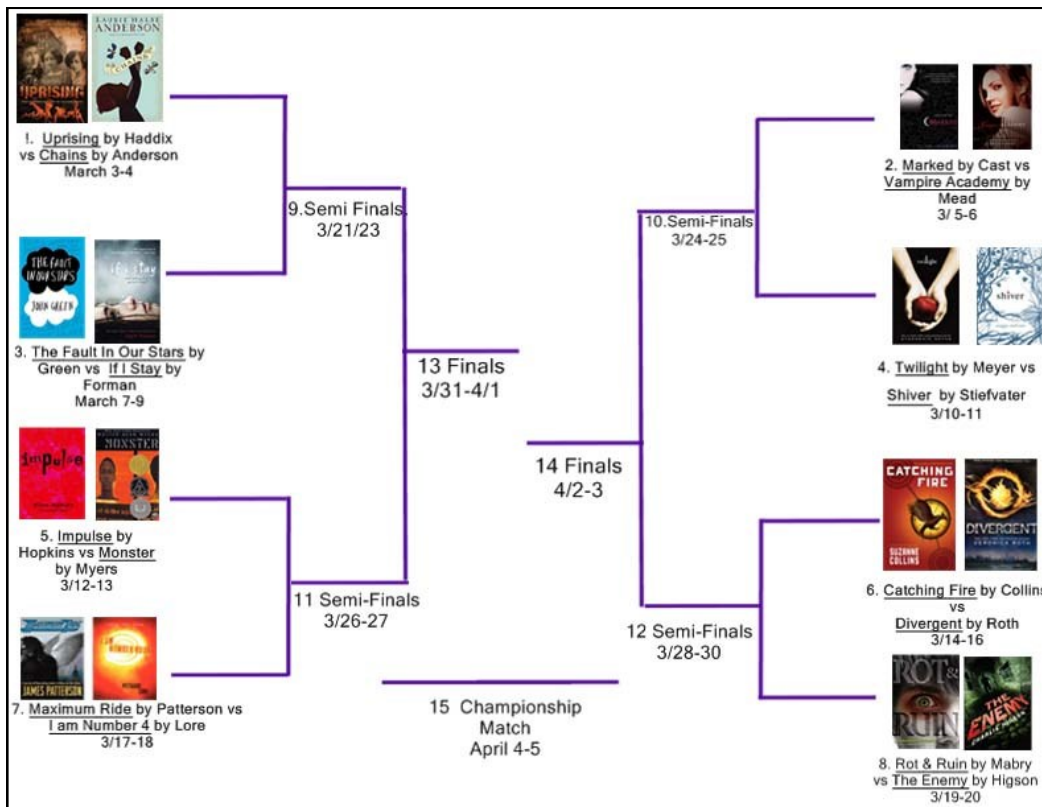 UPRISING
LAURIE HALSE
ANDERSON
CHAINS
!. Uprising by Haddix
vs Chains by Anderson
March 3-4
THE FAULT
IN OUR STARS
JOHN GREEN
if i stay
3. The Fault In Our Stars by
Green vs If I Stay by
Forman
March 7-9
impulse
MONSTER
5. Impulse by
Hopkins vs Monster
by Myers
3/12-13
JAMES PATTERSON
7. Maximum Ride by Patterson vs
I am Number 4 by Lore
3/17-18
9.Semi Finals.
3/21/23
11 Semi-Finals
3/26-27
13 Finals
3/31-4/1
15 Championship
Match
April 4-5
14 Finals
4/2-3
10.Semi-Finals
3/24-25
12 Semi-Finals
3/28-30
2. Marked by Cast vs
Vampire Academy by
Mead
3/ 5-6
twilight
shiver
4. Twilight by Meyer vs
Shiver by Stiefvater
3/10-11
CATCHING
FIRE
SUZANNE
COLLINS
DIVERGENT
VERONICA ROTH
6. Catching Fire by Collins
vs
Divergent by Roth
3/14-16
ROT &
RUIN
THE
ENEMY
CHARLIE HIGSON
8. Rot & Ruin by Mabry
vs The Enemy by Higson
3/19-20